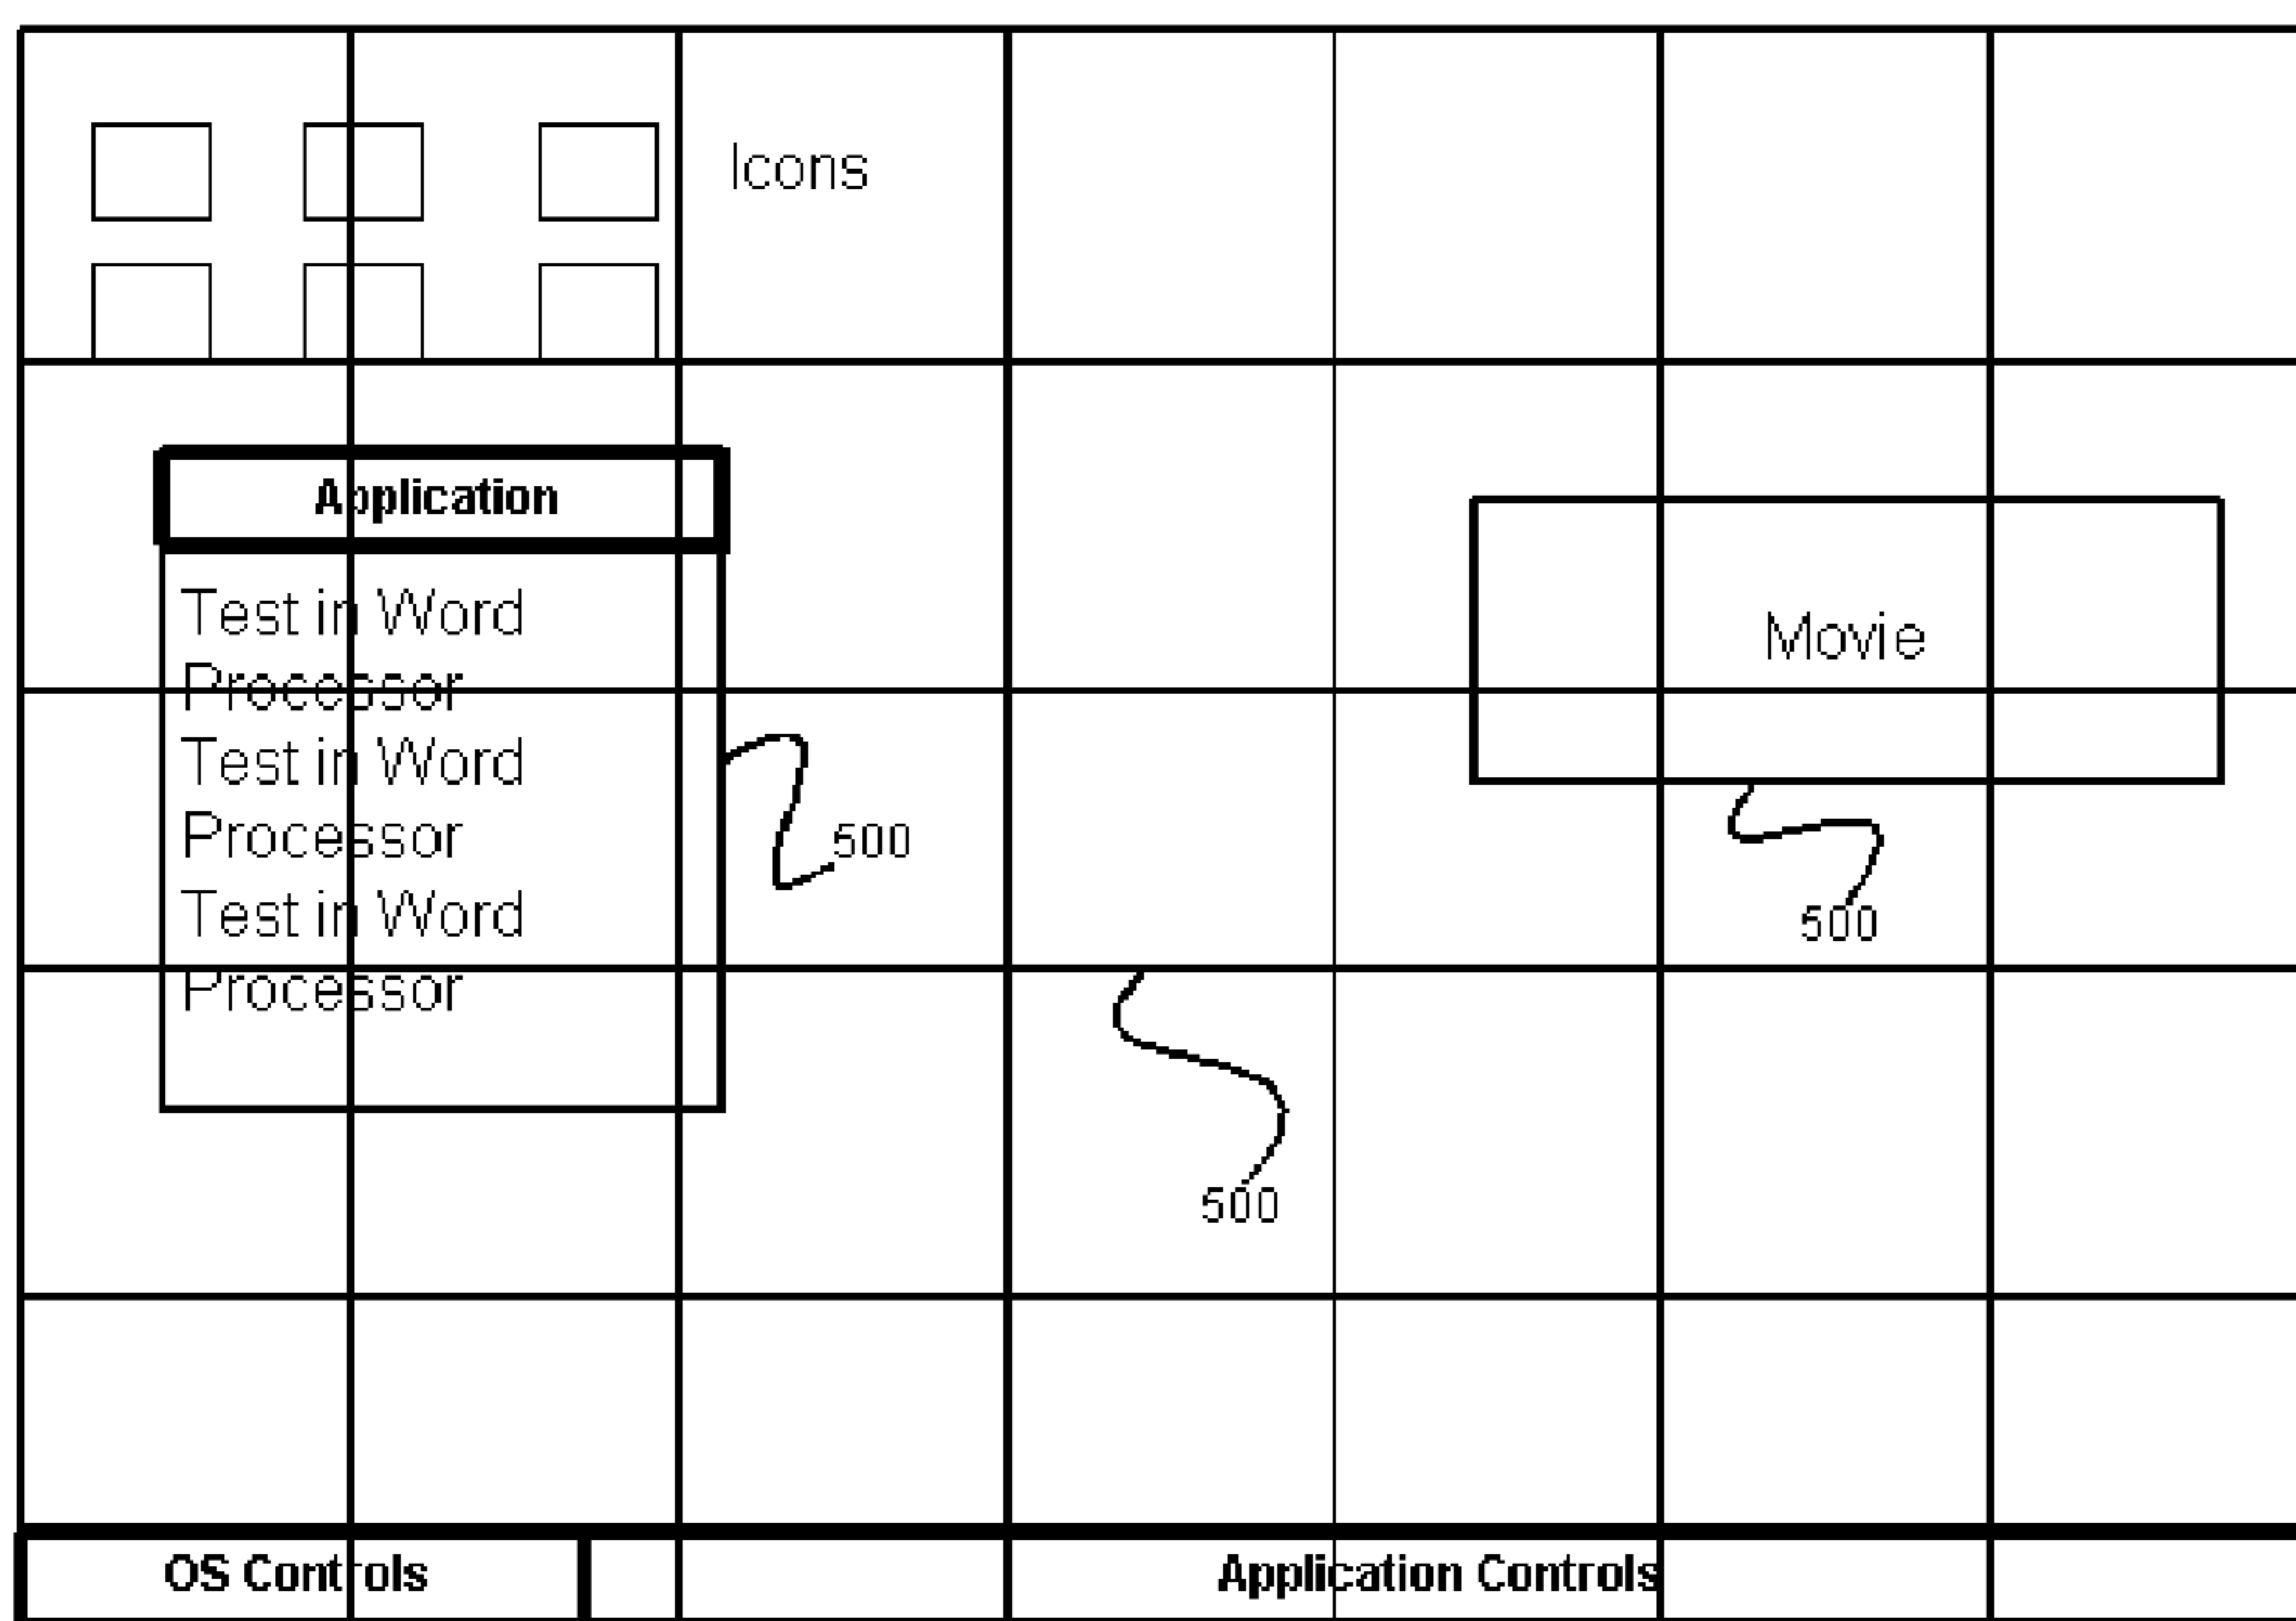 Icons
Application
Test in Word
Processor
Test in Word
Processor
Test in Word
Processor
Movie
500
500
500
OS Controls
Application Controls